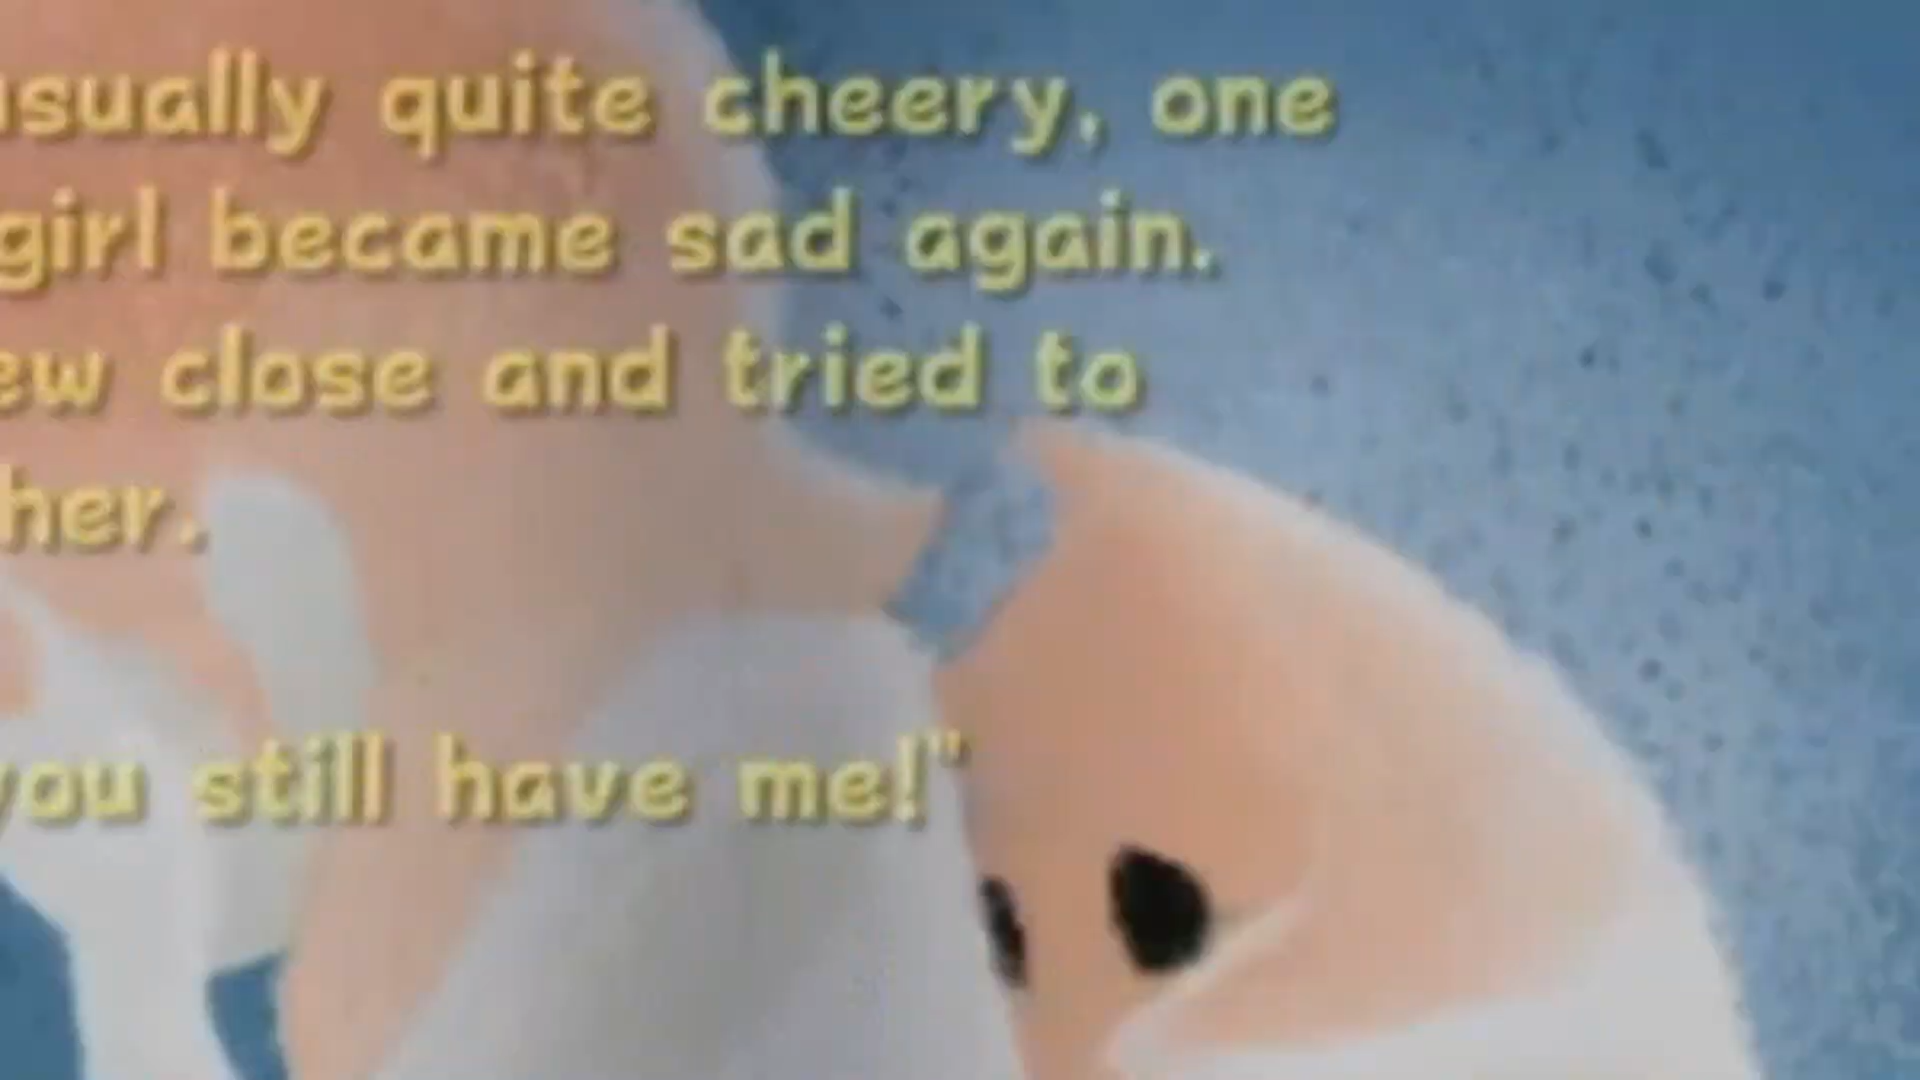 usually quite cheery, one
girl became sad again.
ew close and tried to
her.
you still have me!"